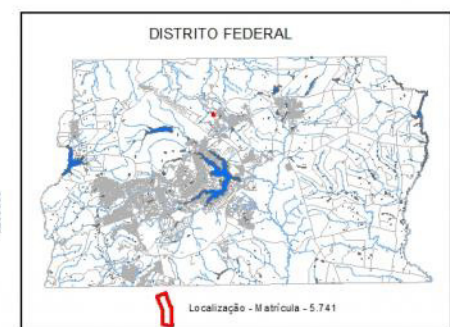 DISTRITO FEDERAL
Localização - Matrícula - 5.741